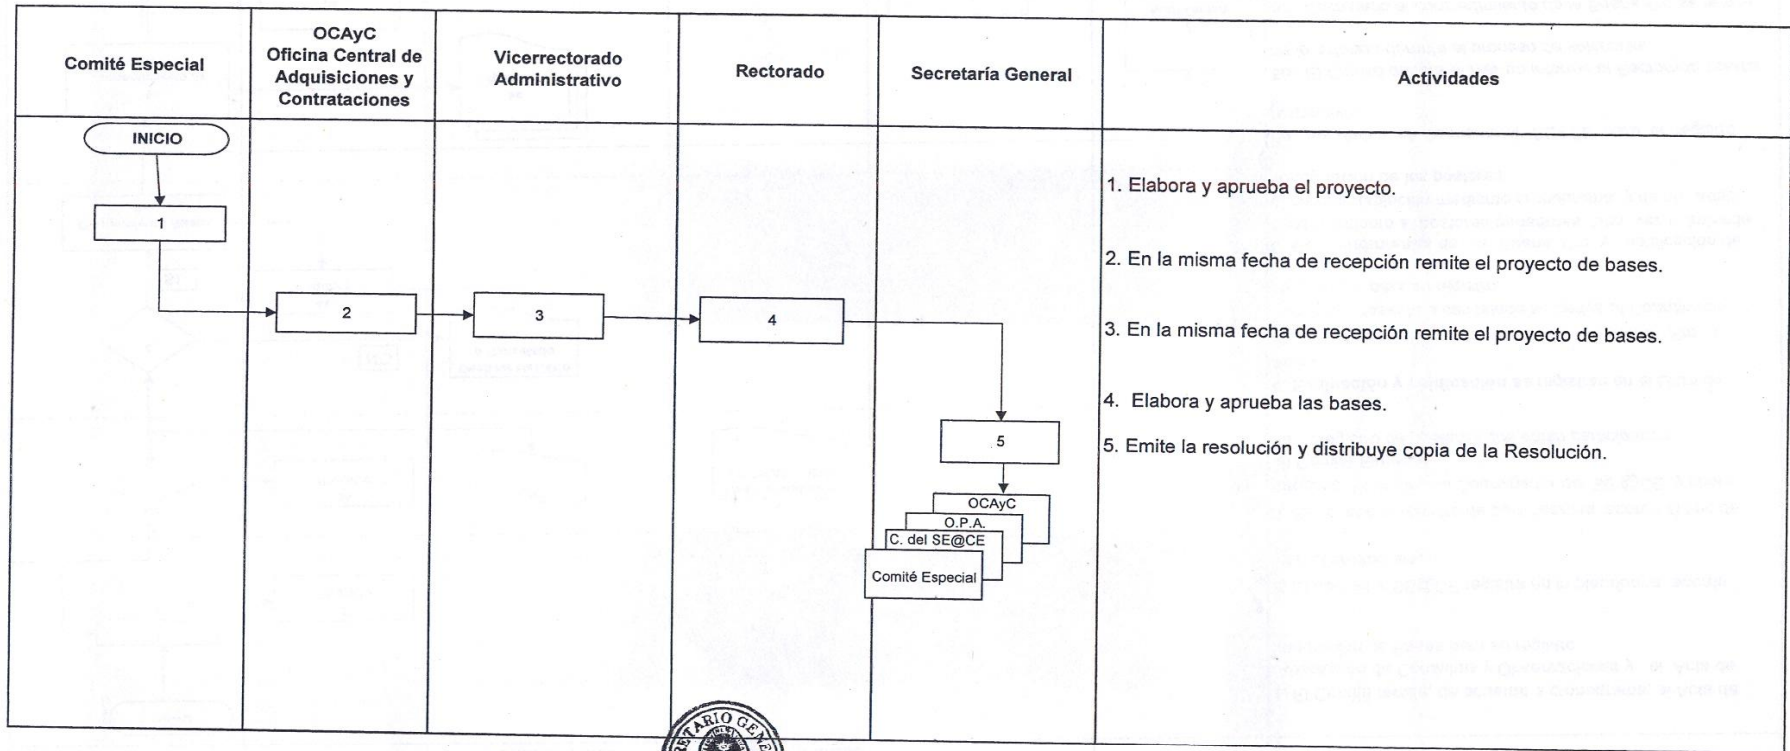 Comité Especial
OCAyC
Oficina Central de
Adquisiciones y
Contrataciones
Vicerrectorado
Administrativo
Rectorado
Secretaría General
Actividades
INICIO
1
2
3
4
5
OCAyC
O.P.A.
C. del SE@CE
Comité Especial
1. Elabora y aprueba el proyecto.
2. En la misma fecha de recepción remite el proyecto de bases.
3. En la misma fecha de recepción remite el proyecto de bases.
4. Elabora y aprueba las bases.
5. Emite la resolución y distribuye copia de la Resolución.